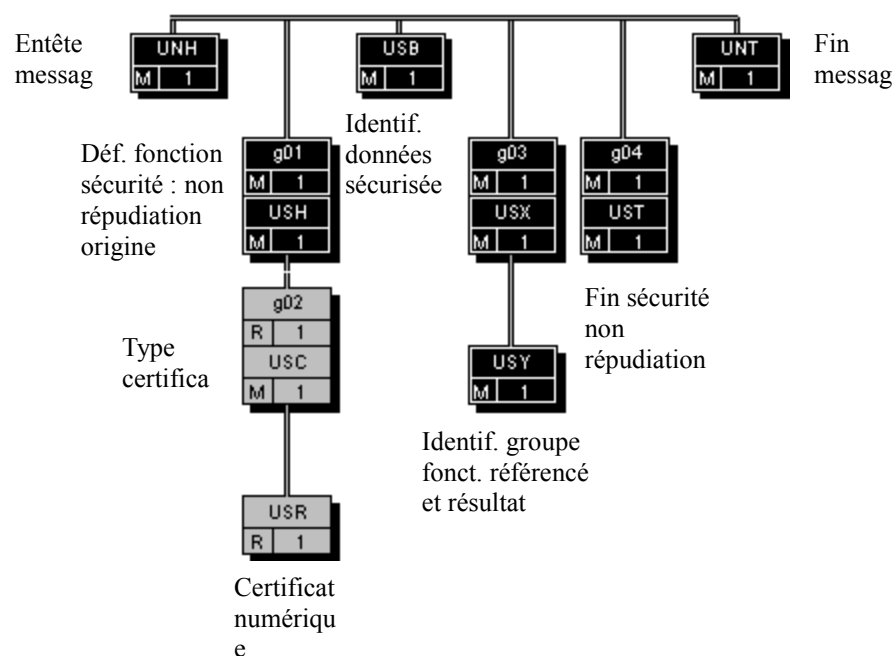 Entête
messag
UNH
M 1
USB
M 1
UNT
M 1
Fin
messag
Déf. fonction
sécurité : non
répudiation
origine
g01
M 1
USH
M 1
Identif.
données
sécurisée
g03
M 1
USX
M 1
g04
M 1
UST
M 1
Type
certifica
g02
R 1
USC
M 1
USY
M 1
Fin sécurité
non
répudiation
Identif. groupe
fonct. référencé
et résultat
USR
R 1
Certificat
numériqu
e